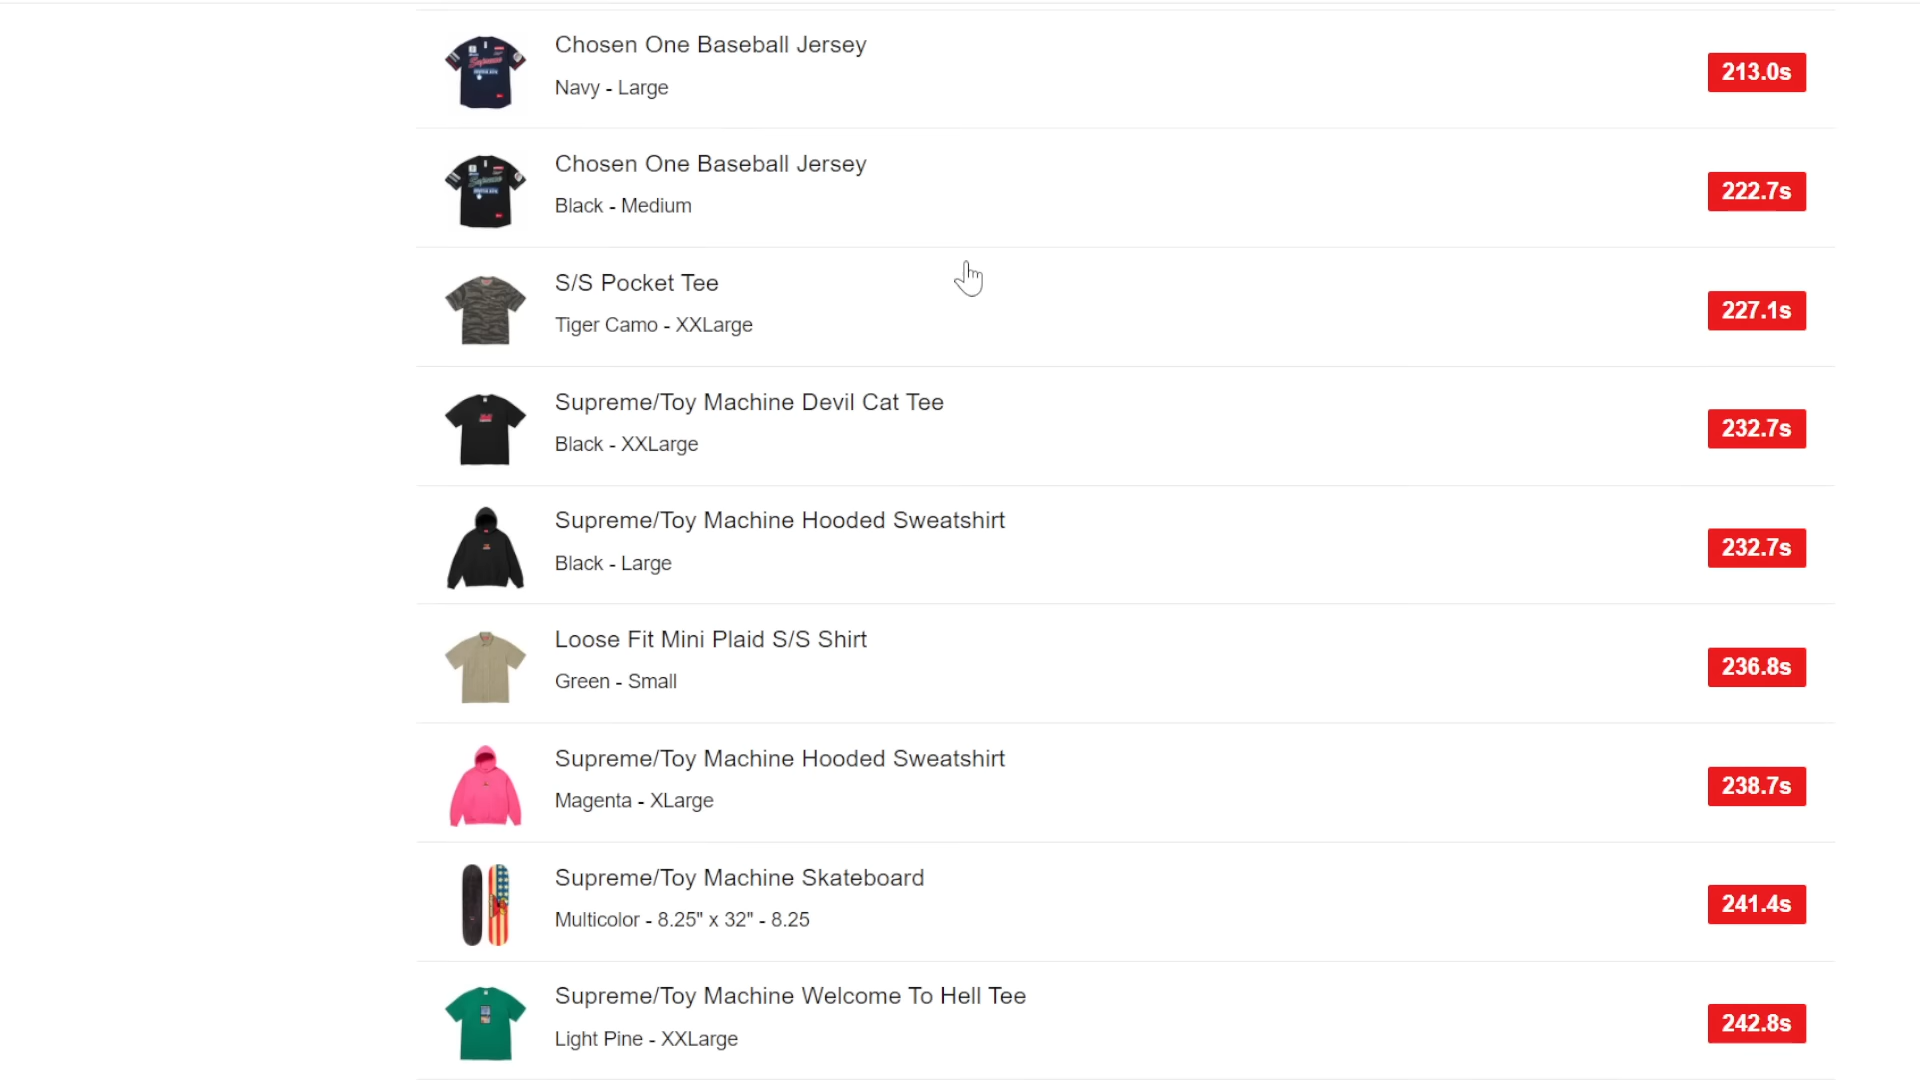 Chosen One Baseball Jersey
Navy - Large
213.0s
Chosen One Baseball Jersey
Black - Medium
222.7s
S/S Pocket Tee
Tiger Camo - XXLarge
227.1s
Supreme/Toy Machine Devil Cat Tee
Black - XXLarge
232.7s
Supreme/Toy Machine Hooded Sweatshirt
Black - Large
232.7s
Loose Fit Mini Plaid S/S Shirt
Green - Small
236.8s
Supreme/Toy Machine Hooded Sweatshirt
Magenta - XLarge
238.7s
Supreme/Toy Machine Skateboard
Multicolor - 8.25" x 32" - 8.25
241.4s
Supreme/Toy Machine Welcome To Hell Tee
Light Pine - XXLarge
242.8s